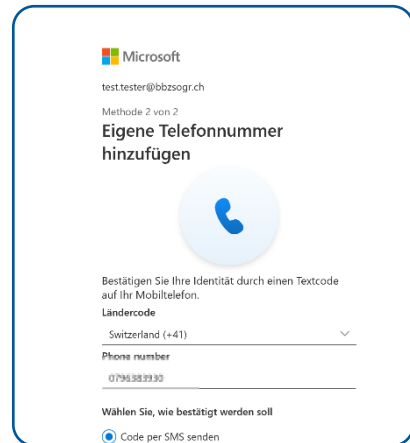 Microsoft
test.tester@bbzsogr.ch
Methode 2 von 2
Eigene Telefonnummer
hinzufügen
Bestätigen Sie Ihre Identität durch einen Textcode
auf Ihr Mobiltelefon.
Ländercode
Switzerland (+41)
Phone number
Wählen Sie, wie bestätigt werden soll
Code per SMS senden